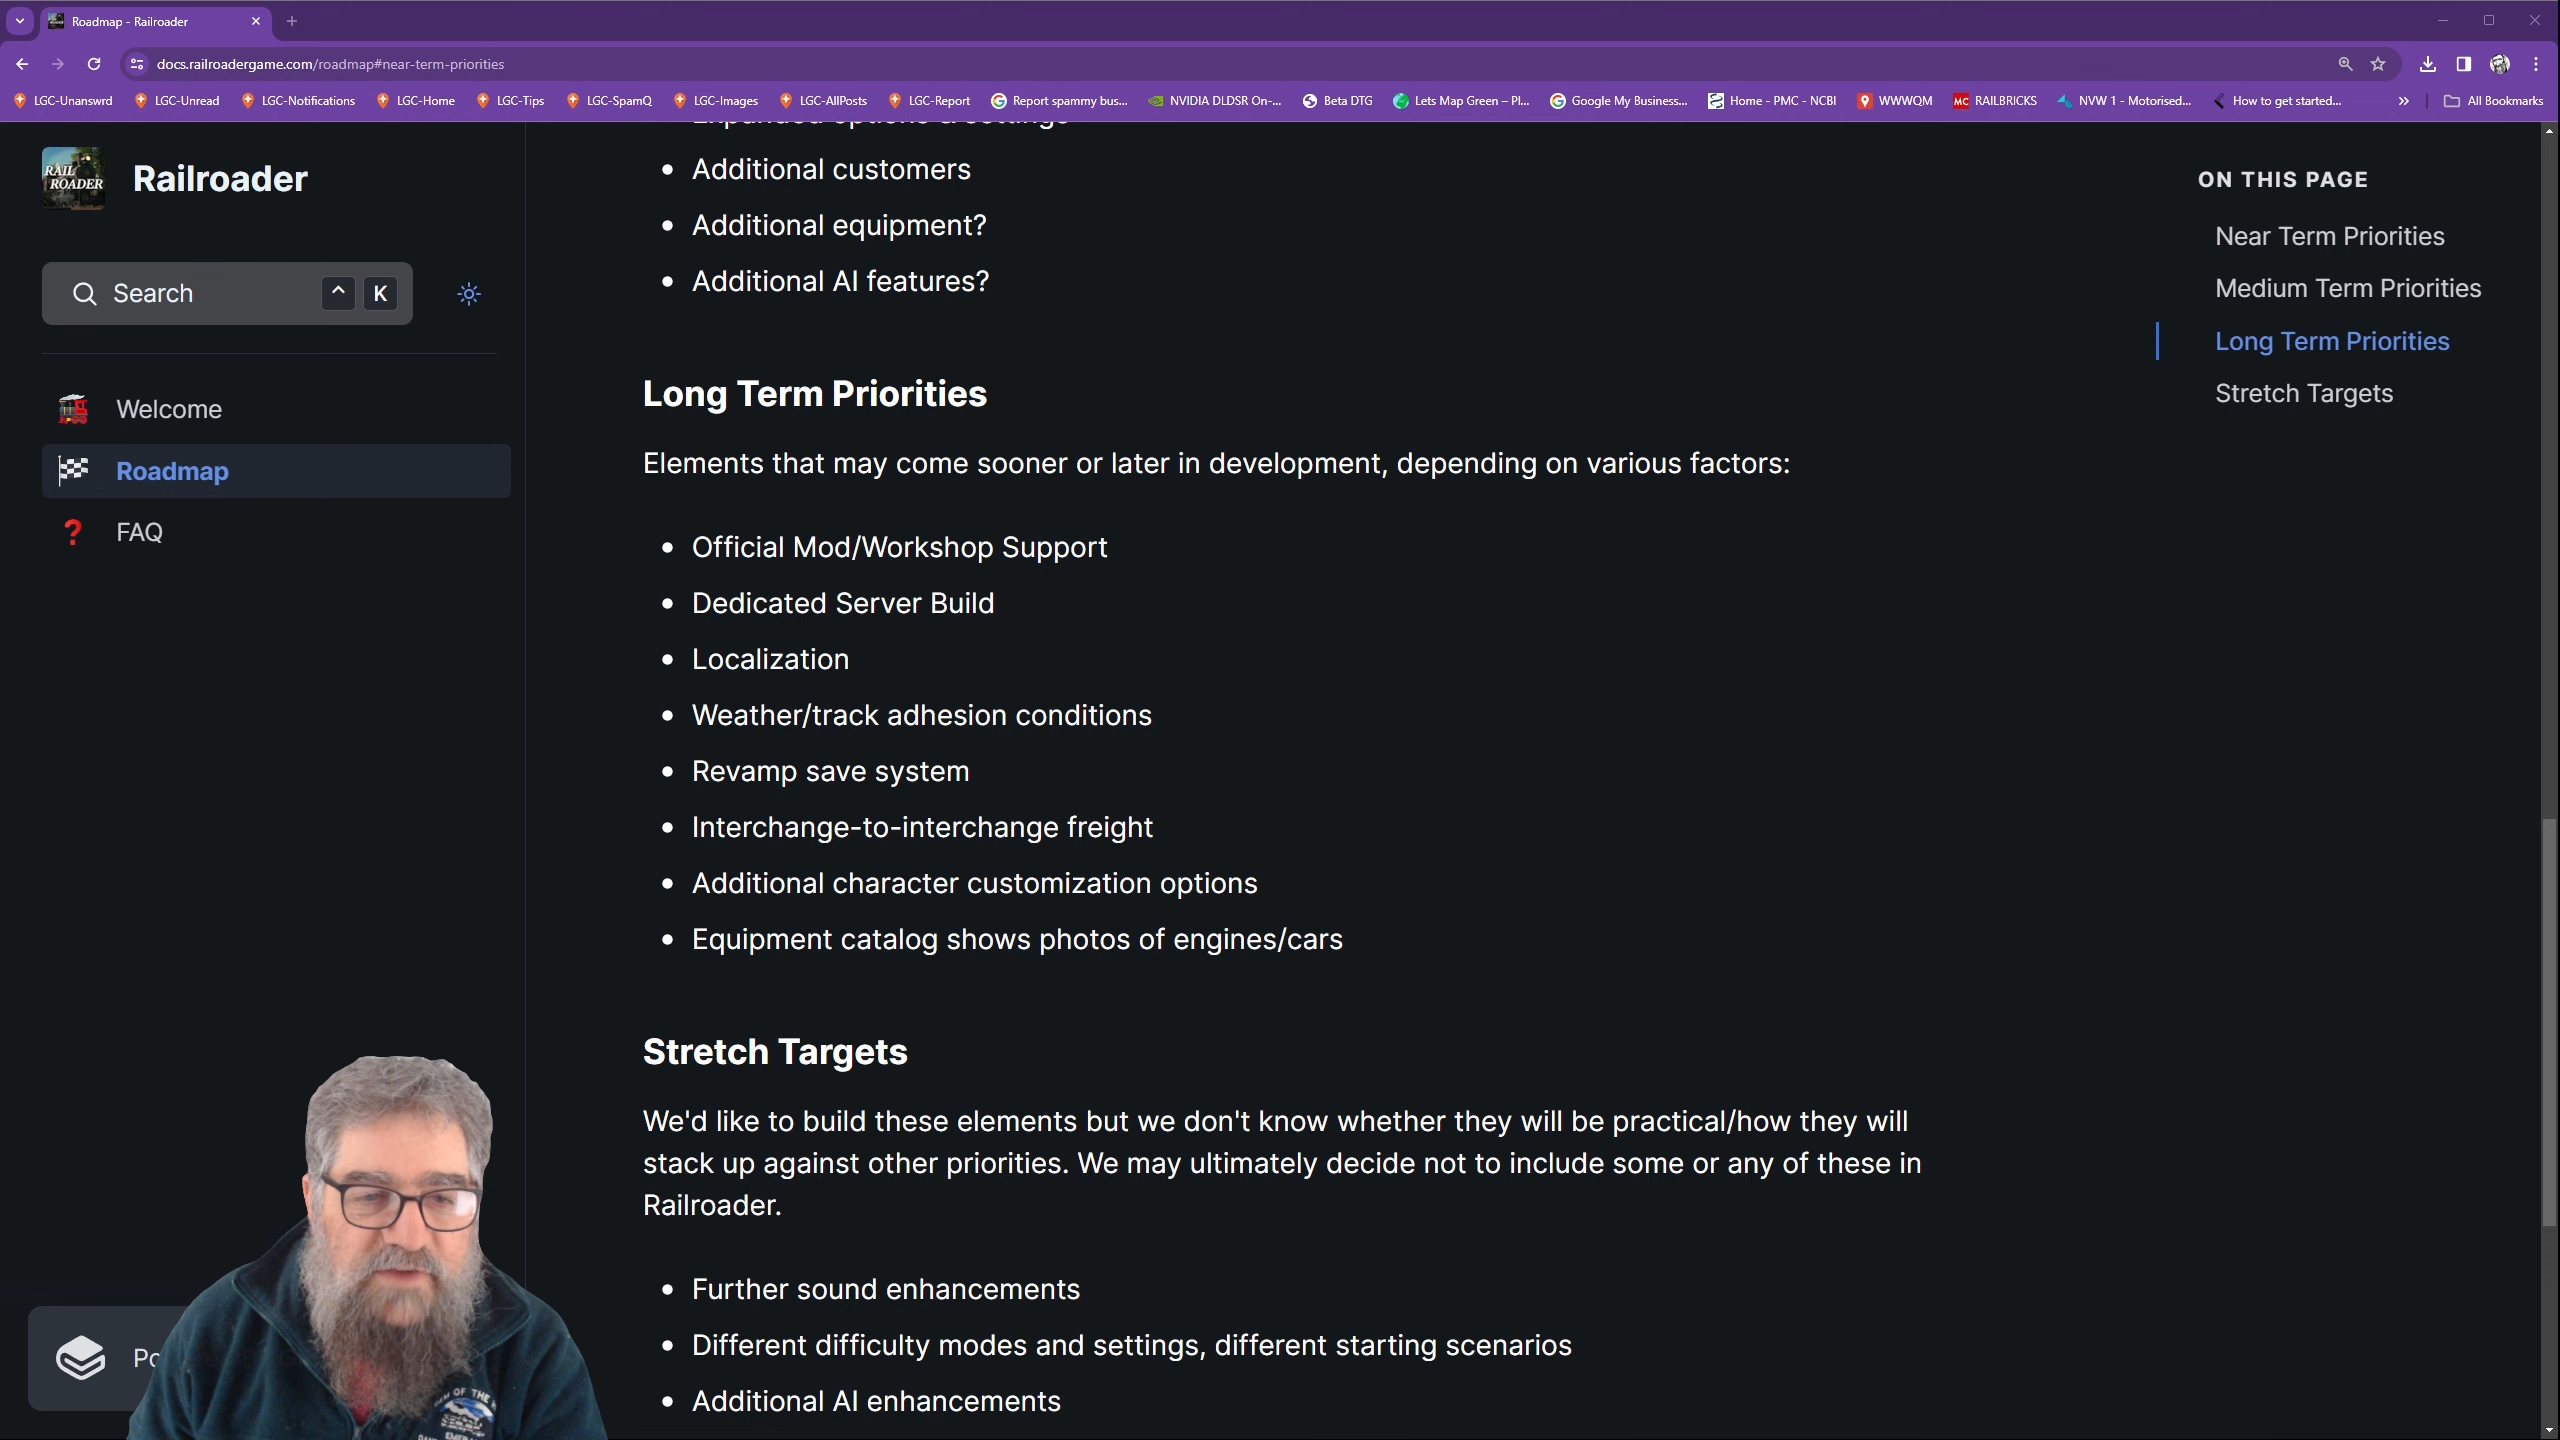 Roadmap - Railroader
docs.railroadergame.com/roadmap#near-term-priorities
LGC-Unanswrd LGC-Unread LGC-Notifications LGC-Home LGC-Tips LGC-SpamQ LGC-Images LGC-AllPosts LGC-Report Report spammy bus... NVIDIA DLDSR On-... Beta DTG Lets Map Green – Pl... Google My Business... Home - PMC - NCBI WWWQM MC RAILBRICKS NVW 1 - Motorised... How to get started... » All Bookmarks
RAIL
ROADER
Railroader
Search ^ K
Welcome
Roadmap
FAQ
Expanded options & settings
Additional customers
Additional equipment?
Additional AI features?
Long Term Priorities
Elements that may come sooner or later in development, depending on various factors:
Official Mod/Workshop Support
Dedicated Server Build
Localization
Weather/track adhesion conditions
Revamp save system
Interchange-to-interchange freight
Additional character customization options
Equipment catalog shows photos of engines/cars
Stretch Targets
We'd like to build these elements but we don't know whether they will be practical/how they will
stack up against other priorities. We may ultimately decide not to include some or any of these in
Railroader.
Further sound enhancements
Different difficulty modes and settings, different starting scenarios
Additional AI enhancements
ON THIS PAGE
Near Term Priorities
Medium Term Priorities
Long Term Priorities
Stretch Targets